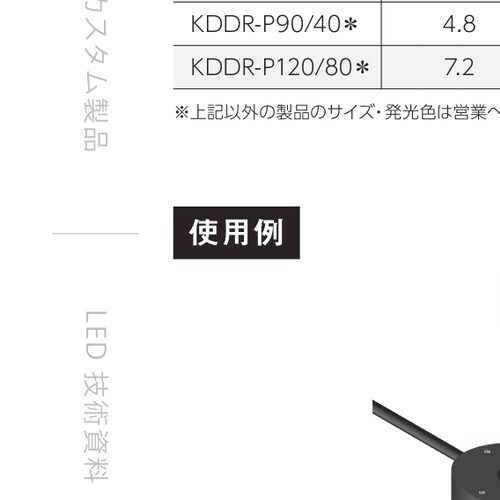 KDDR-P90/40＊ 4.8
KDDR-P120/80＊ 7.2
※上記以外の製品のサイズ・発光色は営業へ
使用例
カスタム製品
LED 技術資料